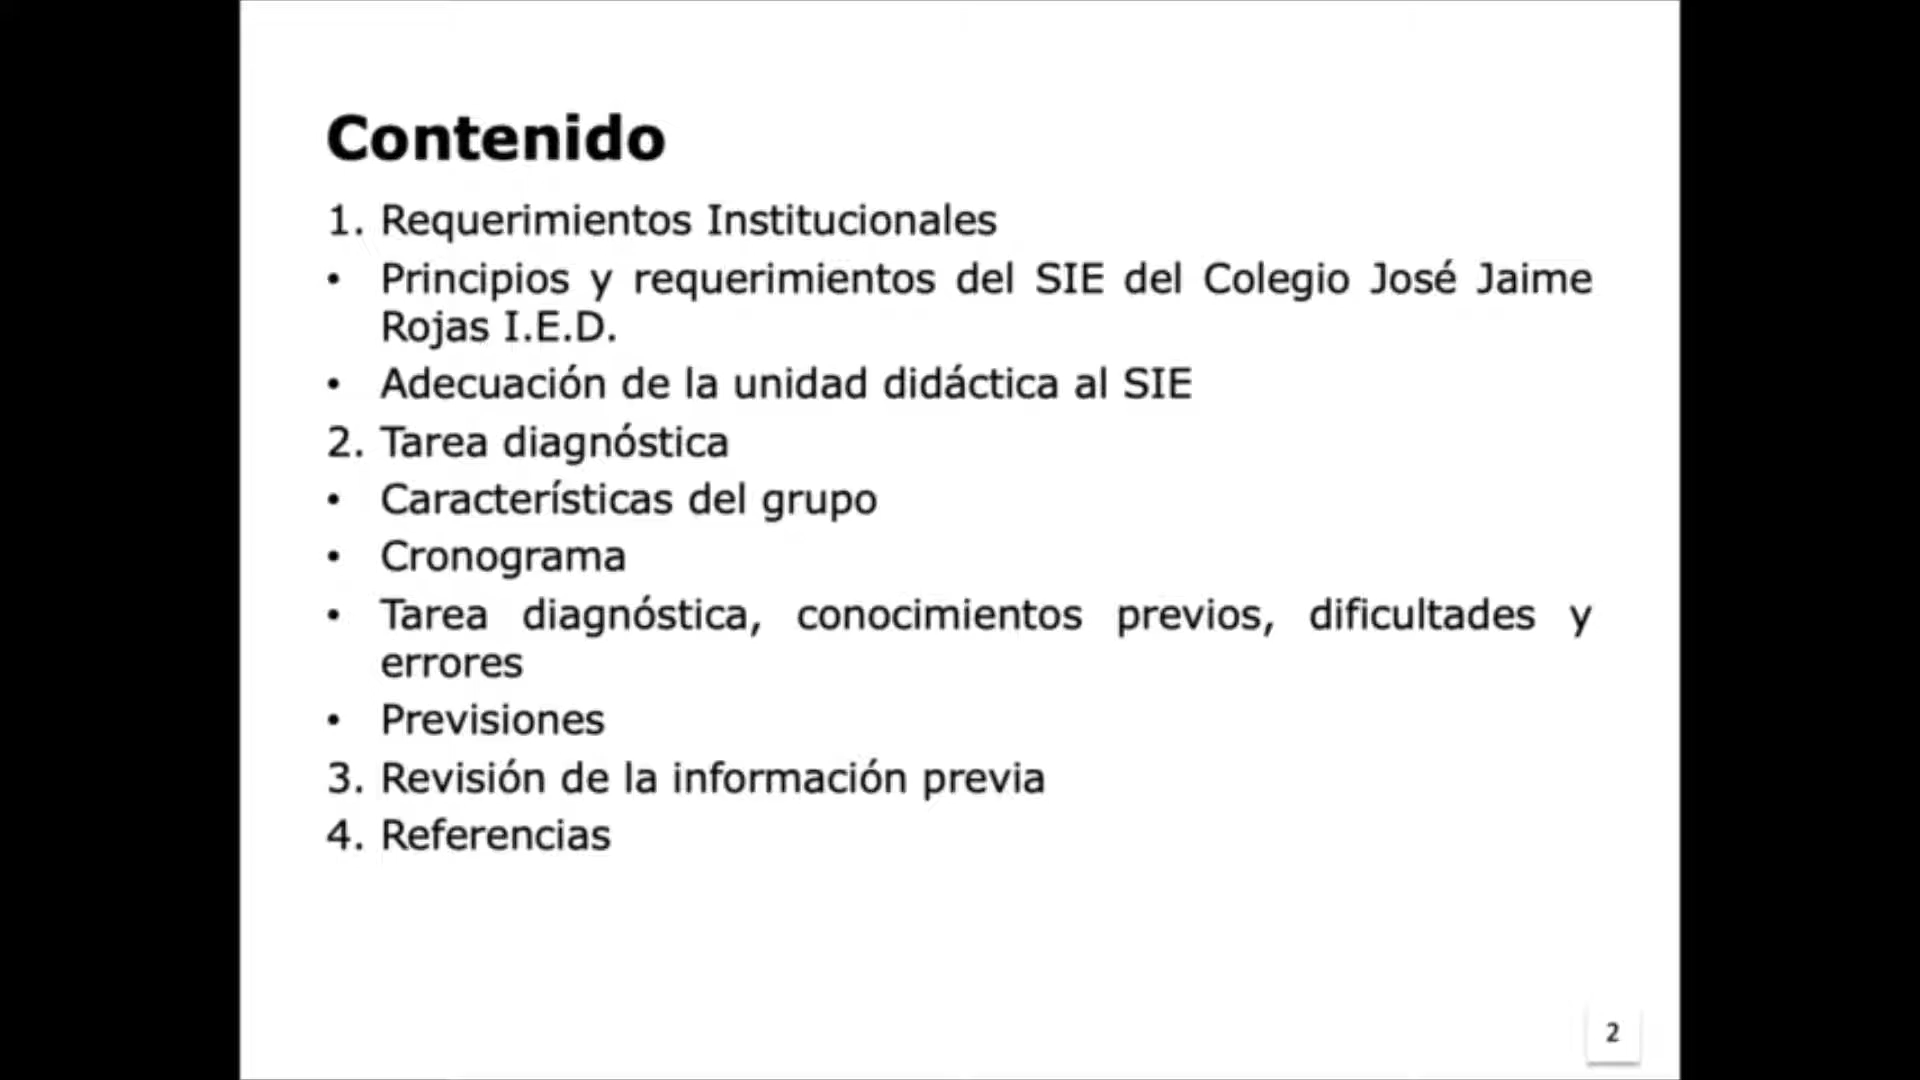 Contenido
1. Requerimientos Institucionales
• Principios y requerimientos del SIE del Colegio José Jaime
Rojas I.E.D.
• Adecuación de la unidad didáctica al SIE
2. Tarea diagnóstica
• Características del grupo
• Cronograma
• Tarea diagnóstica, conocimientos previos, dificultades y
errores
• Previsiones
3. Revisión de la información previa
4. Referencias
2